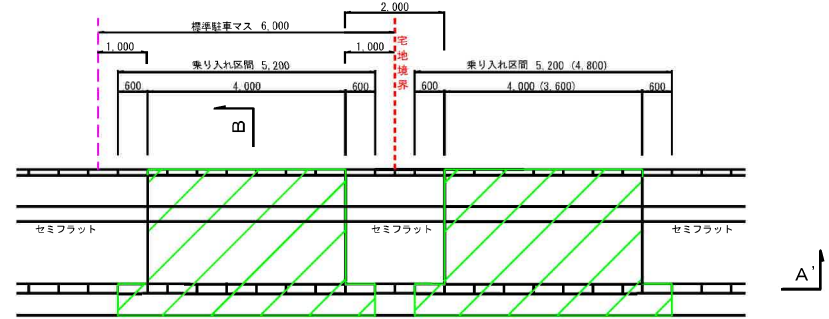 2,000
標準駐車マス 6,000
1,000
1,000
宅地境界
乗り入れ区間 5,200
乗り入れ区間 5,200 (4,800)
600
4,000
600
600
4,000(3,600)
600
B
セミフラット
セミフラット
セミフラット
A'